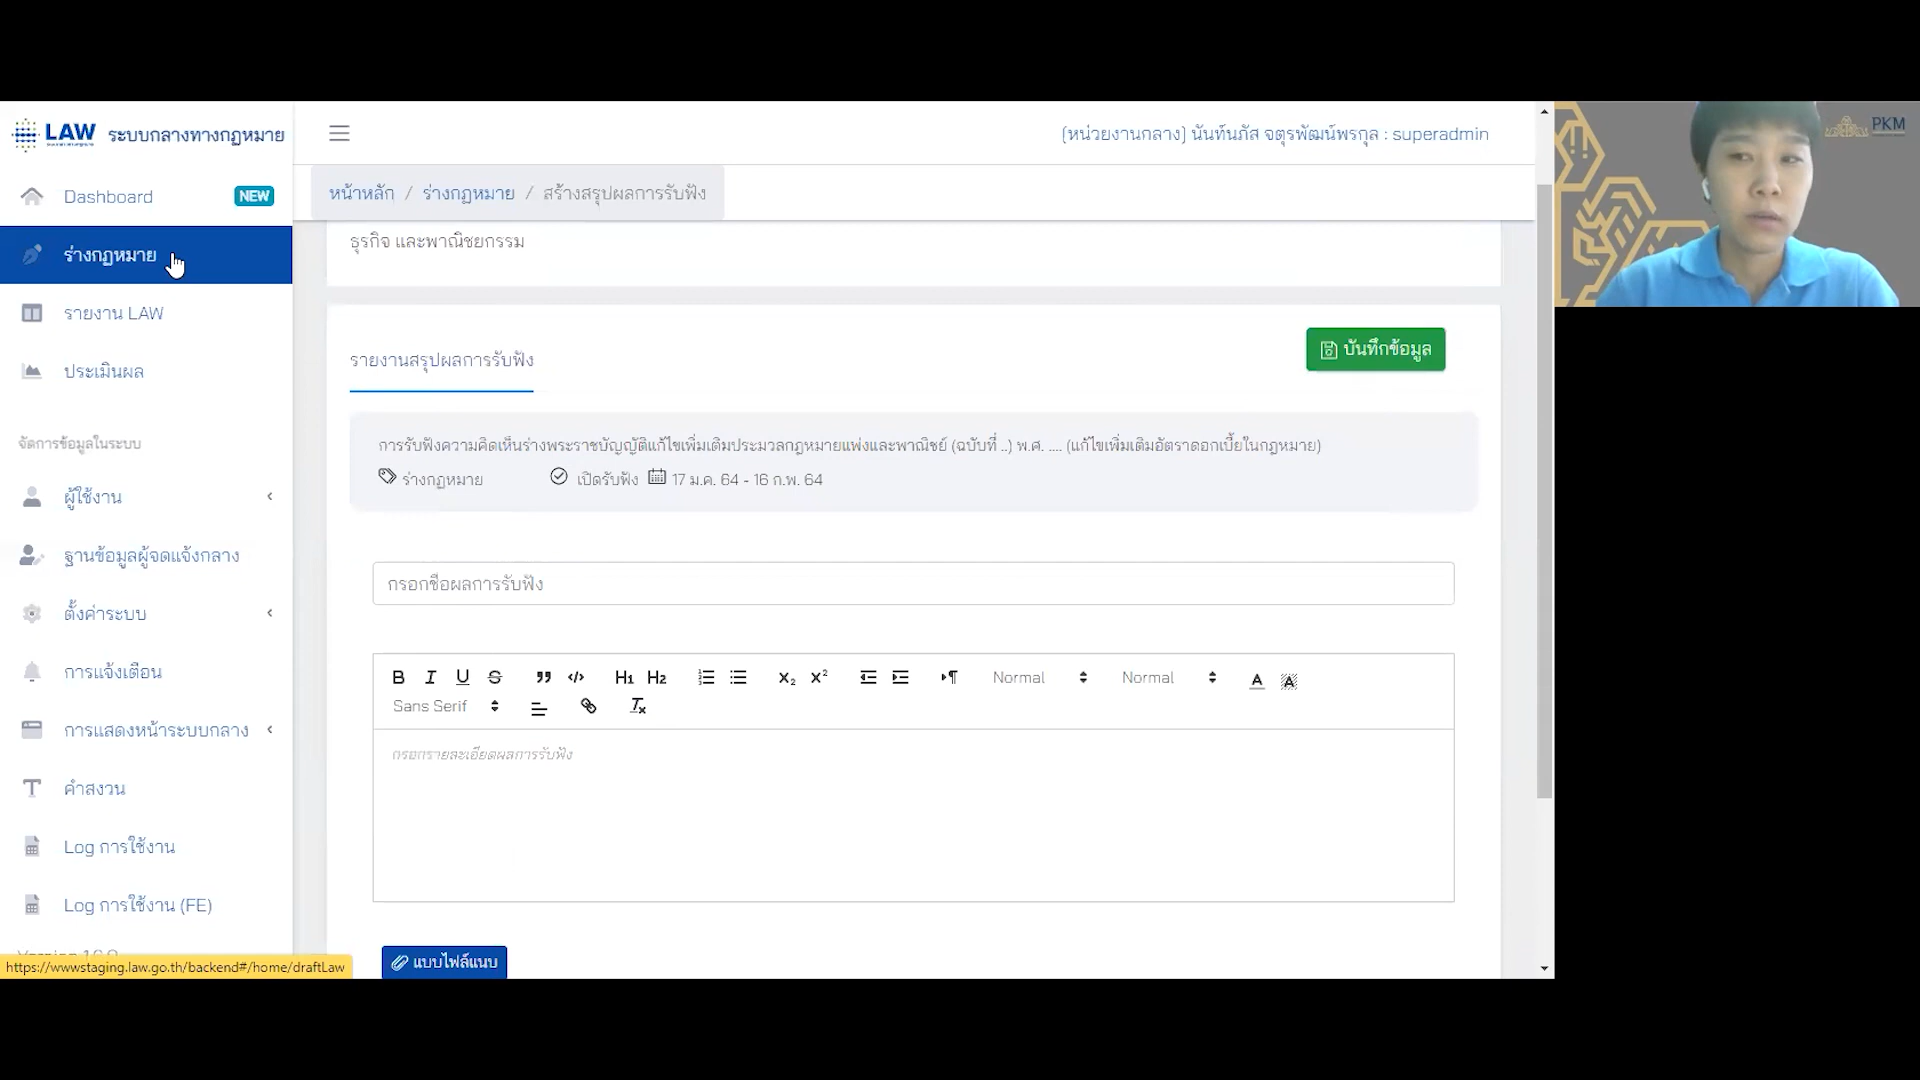 LAW ระบบกลางทางกฎหมาย
[หน่วยงานกลาง] นันท์นภัส จตุรพัฒน์พรกุล : superadmin
PKM
Dashboard NEW
หน้าหลัก / ร่างกฎหมาย / สร้างสรุปผลการรับฟัง
ร่างกฎหมาย
รายงาน LAW
ประเมินผล
จัดการข้อมูลในระบบ
ผู้ใช้งาน
ฐานข้อมูลผู้จดแจ้งกลาง
ตั้งค่าระบบ
การแจ้งเตือน
การแสดงหน้าระบบกลาง
คำสงวน
Log การใช้งาน
Log การใช้งาน (FE)
https://wwwstaging.law.go.th/backend#/home/draftLaw
ธุรกิจ และพาณิชยกรรม
รายงานสรุปผลการรับฟัง
บันทึกข้อมูล
การรับฟังความคิดเห็นร่างพระราชบัญญัติแก้ไขเพิ่มเติมประมวลกฎหมายแพ่งและพาณิชย์ (ฉบับที่ ..) พ.ศ. .... (แก้ไขเพิ่มเติมอัตราดอกเบี้ยในกฎหมาย)
ร่างกฎหมาย เปิดรับฟัง 17 ม.ค. 64 - 16 ก.พ. 64
กรอกชื่อผลการรับฟัง
B I U S H1 H2 X2 X2 Normal Normal A A
Sans Serif Tx
กรอกรายละเอียดผลการรับฟัง
แบบไฟล์แนบ